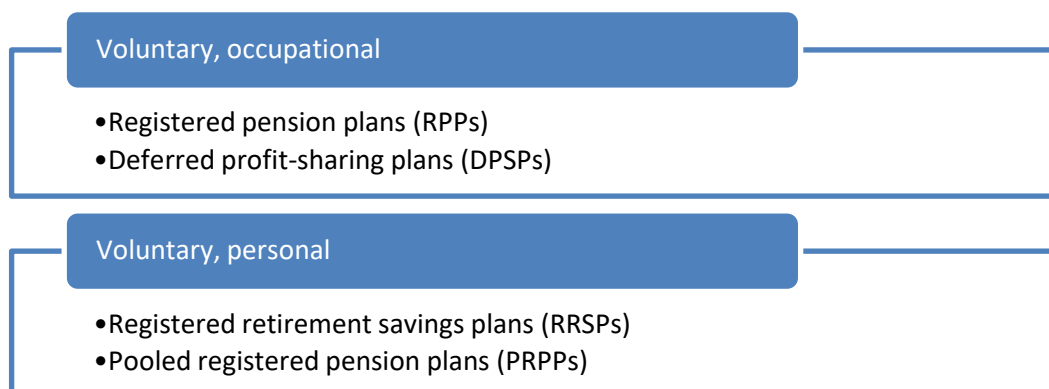 Voluntary, occupational
•Registered pension plans (RPPs)
•Deferred profit-sharing plans (DPSPs)
Voluntary, personal
•Registered retirement savings plans (RRSPs)
•Pooled registered pension plans (PRPPs)